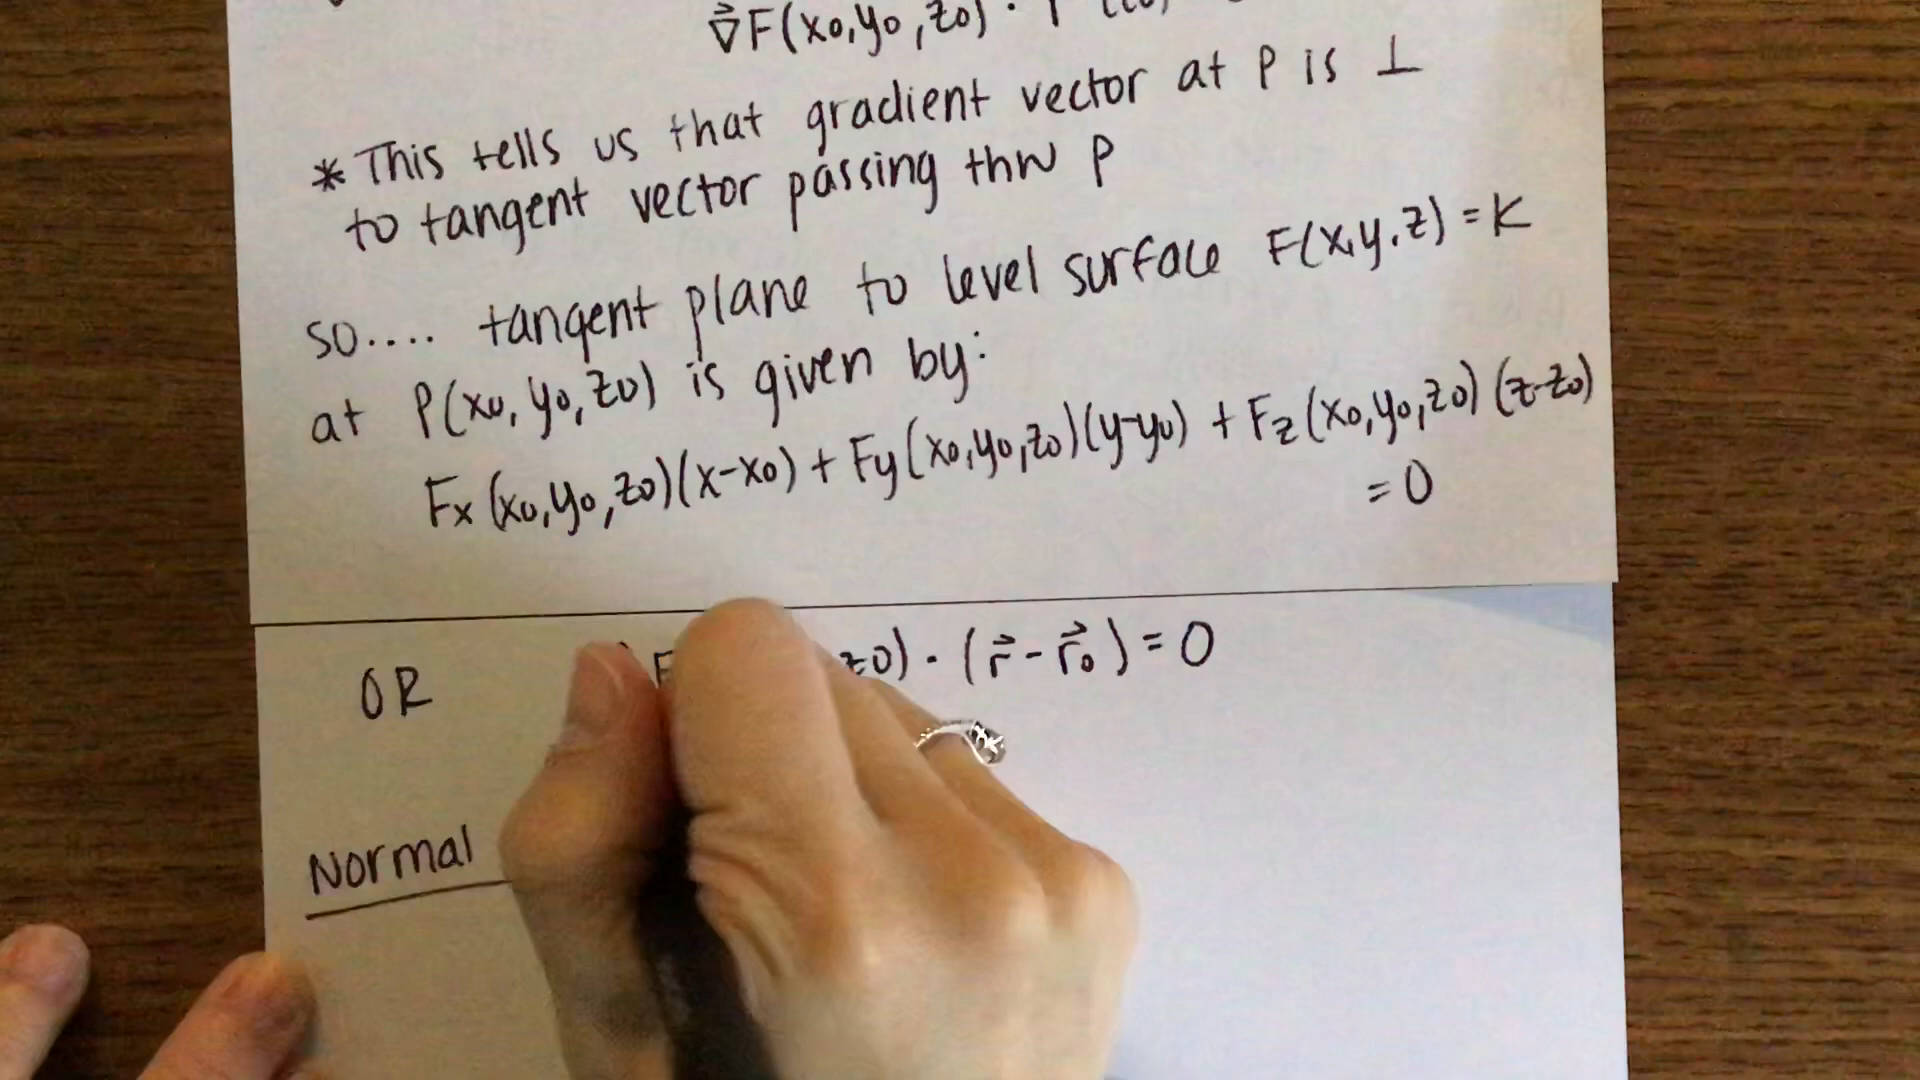 ∇⃗F(x₀,y₀,z₀) ·
* This tells us that gradient vector at P is ⊥
to tangent vector passing thru P
so.... tangent plane to level surface F(x,y,z) = K
at P(x₀,y₀,z₀) is given by:
Fx(x₀,y₀,z₀)(x-x₀) + Fy(x₀,y₀,z₀)(y-y₀) + Fz(x₀,y₀,z₀)(z-z₀)
= 0
OR F z₀) · (r⃗ - r⃗₀) = 0
Normal